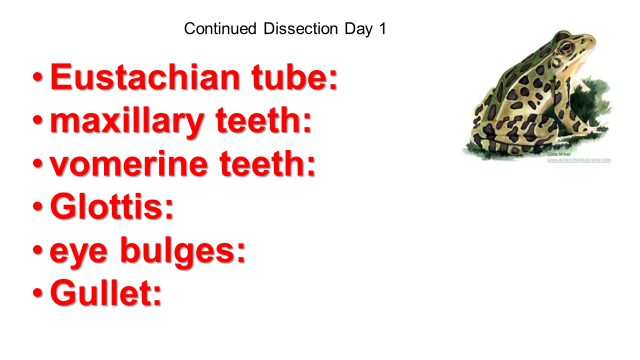 Continued Dissection Day 1
• Eustachian tube:
• maxillary teeth:
• vomerine teeth:
• Glottis:
• eye bulges:
• Gullet: